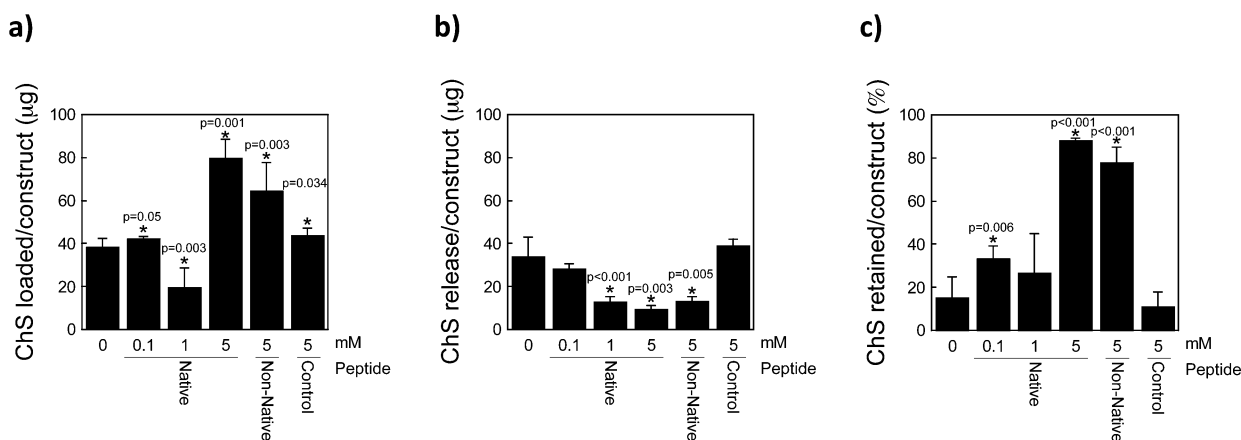 a)
ChS loaded/construct (μg)
100
80
60
40
20
0
p=0.05
*
p=0.003
*
p=0.001
*
p=0.003
*
p=0.034
*
0 0.1 1 5 5 5 mM
Native Non-Native Control Peptide
b)
ChS release/construct (μg)
100
80
60
40
20
0
p<0.001
*
p=0.003
*
p=0.005
*
0 0.1 1 5 5 5 mM
Native Non-Native Control Peptide
c)
ChS retained/construct (%)
100
80
60
40
20
0
p=0.006
*
p<0.001
*
p<0.001
*
0 0.1 1 5 5 5 mM
Native Non-Native Control Peptide